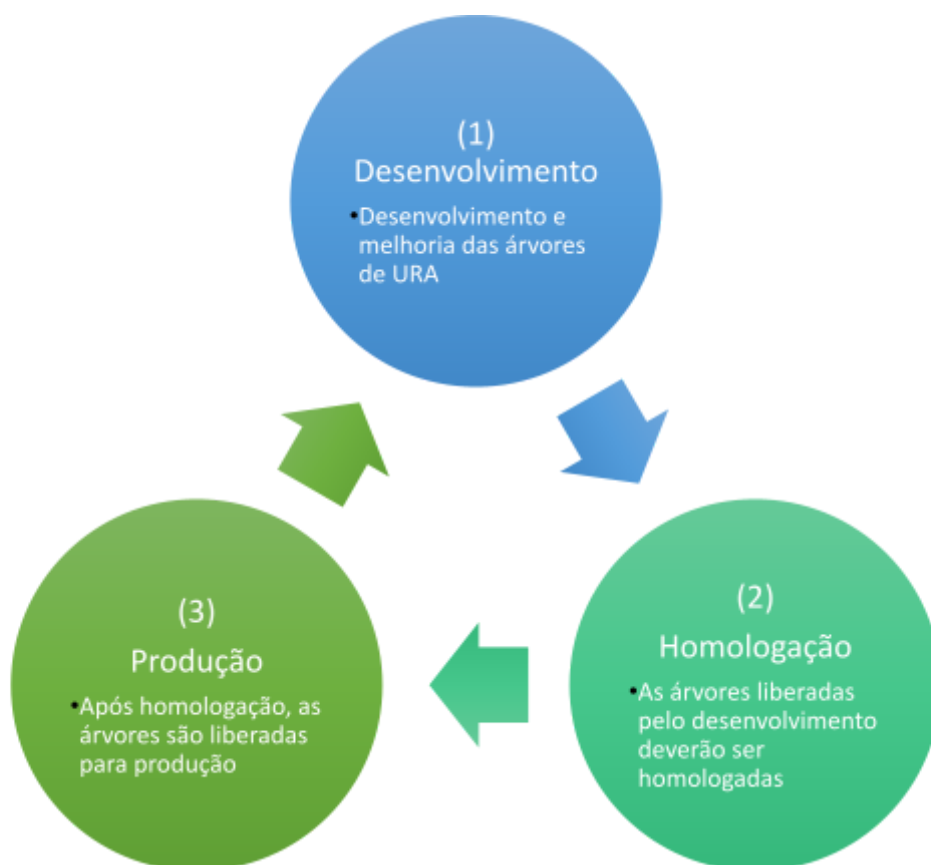 (1)
Desenvolvimento
•Desenvolvimento e
melhoria das árvores
de URA
(2)
Homologação
•As árvores liberadas
pelo desenvolvimento
deverão ser
homologadas
(3)
Produção
•Após homologação, as
árvores são liberadas
para produção